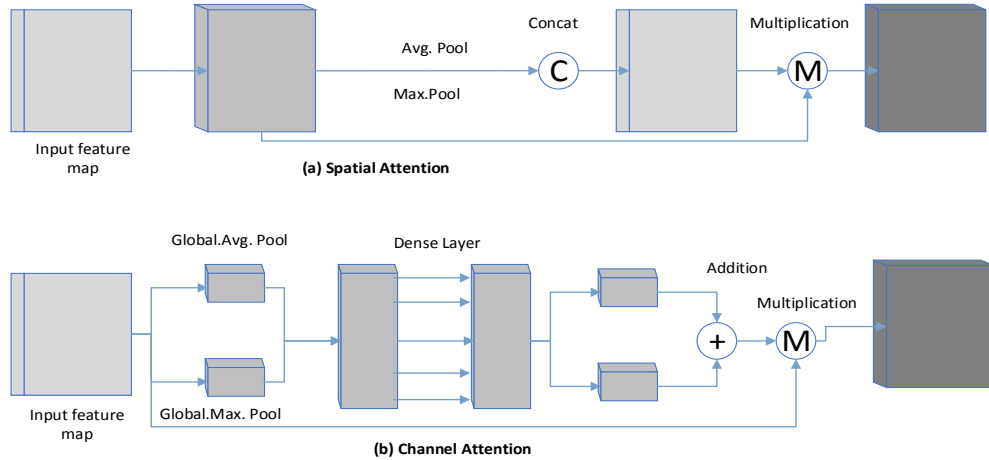 Concat
Multiplication
Avg. Pool
C
M
Max.Pool
Input feature
map
(a) Spatial Attention
Global.Avg. Pool
Dense Layer
Addition
Multiplication
+
M
Input feature
map
Global.Max. Pool
(b) Channel Attention